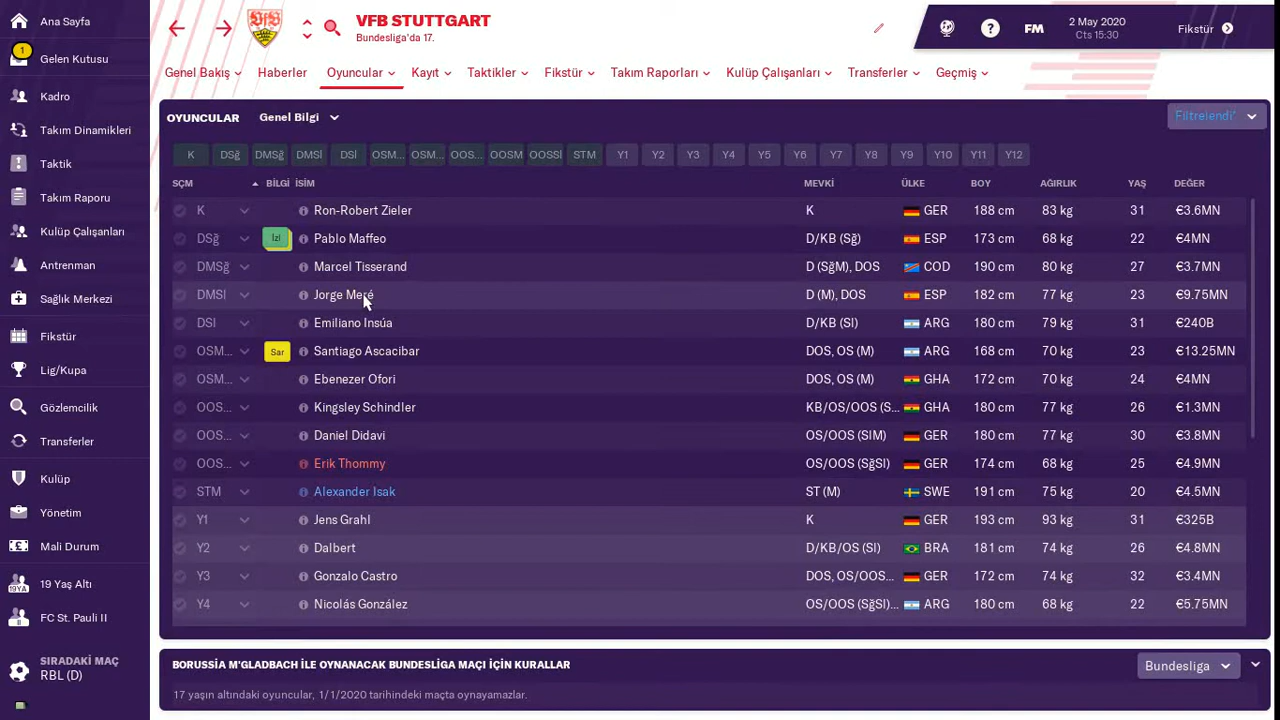 Ana Sayfa
1
Gelen Kutusu
Kadro
Takım Dinamikleri
Taktik
Takım Raporu
Kulüp Çalışanları
Antrenman
Sağlık Merkezi
Fikstür
Lig/Kupa
Gözlemcilik
Transferler
Kulüp
Yönetim
Mali Durum
19YA
19 Yaş Altı
FC St. Pauli II
SIRADAKİ MAÇ
RBL (D)
VFB STUTTGART
Bundesliga'da 17.
? FM
2 May 2020
Cts 15:30
Fikstür
Genel Bakış Haberler Oyuncular Kayıt Taktikler Fikstür Takım Raporları Kulüp Çalışanları Transferler Geçmiş
OYUNCULAR Genel Bilgi Filtrelendi'
K DSğ DMSğ DMSl DSl OSM... OSM... OOS... OOSM OOSSl STM Y1 Y2 Y3 Y4 Y5 Y6 Y7 Y8 Y9 Y10 Y11 Y12
SÇM BİLGİ İSİM MEVKİ ÜLKE BOY AĞIRLIK YAŞ DEĞER
K Ron-Robert Zieler K GER 188 cm 83 kg 31 €3.6MN
DSğ İzl Pablo Maffeo D/KB (Sğ) ESP 173 cm 68 kg 22 €4MN
DMSğ Marcel Tisserand D (SğM), DOS COD 190 cm 80 kg 27 €3.7MN
DMSl Jorge Meré D (M), DOS ESP 182 cm 77 kg 23 €9.75MN
DSl Emiliano Insúa D/KB (Sl) ARG 180 cm 79 kg 31 €240B
OSM... Sar Santiago Ascacibar DOS, OS (M) ARG 168 cm 70 kg 23 €13.25MN
OSM... Ebenezer Ofori DOS, OS (M) GHA 172 cm 70 kg 24 €4MN
OOS... Kingsley Schindler KB/OS/OOS (S... GHA 180 cm 77 kg 26 €1.3MN
OOS... Daniel Didavi OS/OOS (SlM) GER 180 cm 77 kg 30 €3.8MN
OOS... Erik Thommy OS/OOS (SğSl) GER 174 cm 68 kg 25 €4.9MN
STM Alexander Isak ST (M) SWE 191 cm 75 kg 20 €4.5MN
Y1 Jens Grahl K GER 193 cm 93 kg 31 €325B
Y2 Dalbert D/KB/OS (Sl) BRA 181 cm 74 kg 26 €4.8MN
Y3 Gonzalo Castro DOS, OS/OOS... GER 172 cm 74 kg 32 €3.4MN
Y4 Nicolás González OS/OOS (SğSl)... ARG 180 cm 68 kg 22 €5.75MN
BORUSSİA M'GLADBACH İLE OYNANACAK BUNDESLİGA MAÇI İÇİN KURALLAR Bundesliga
17 yaşın altındaki oyuncular, 1/1/2020 tarihindeki maçta oynayamazlar.